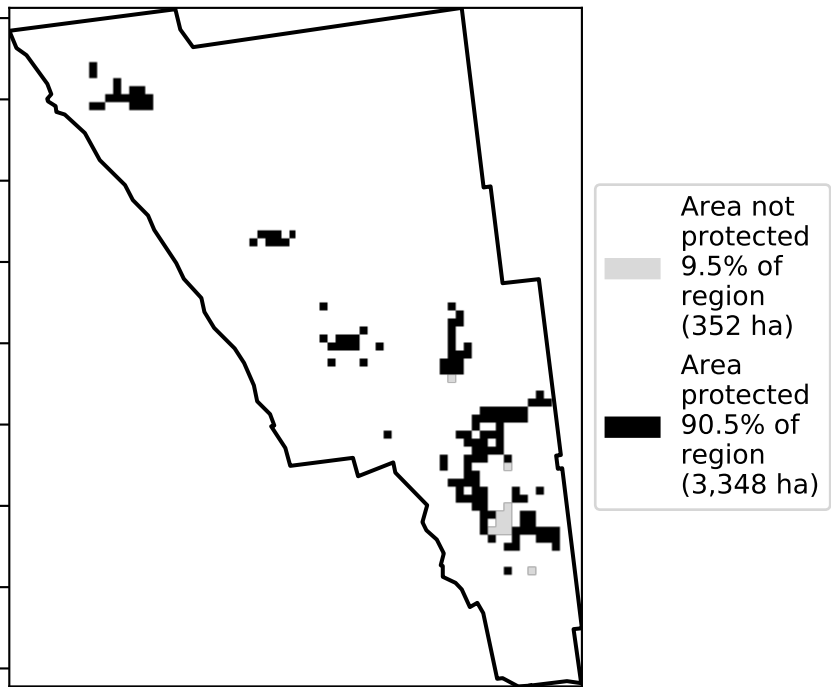 Area not
protected
9.5% of
region
(352 ha)
Area
protected
90.5% of
region
(3,348 ha)